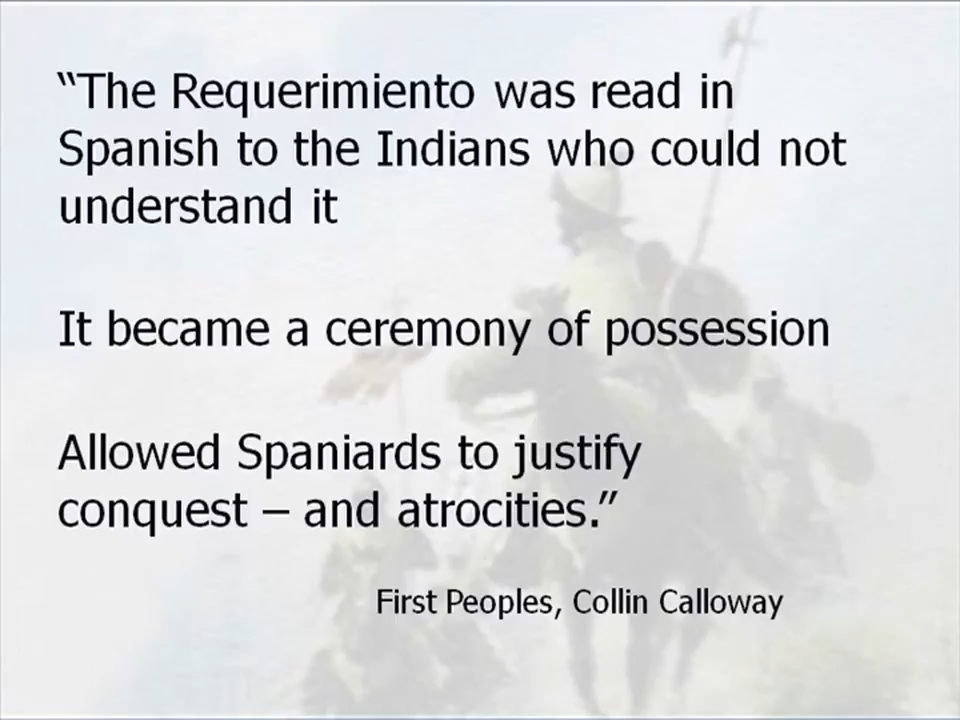 “The Requerimiento was read in
Spanish to the Indians who could not
understand it
It became a ceremony of possession
Allowed Spaniards to justify
conquest – and atrocities.”
First Peoples, Collin Calloway